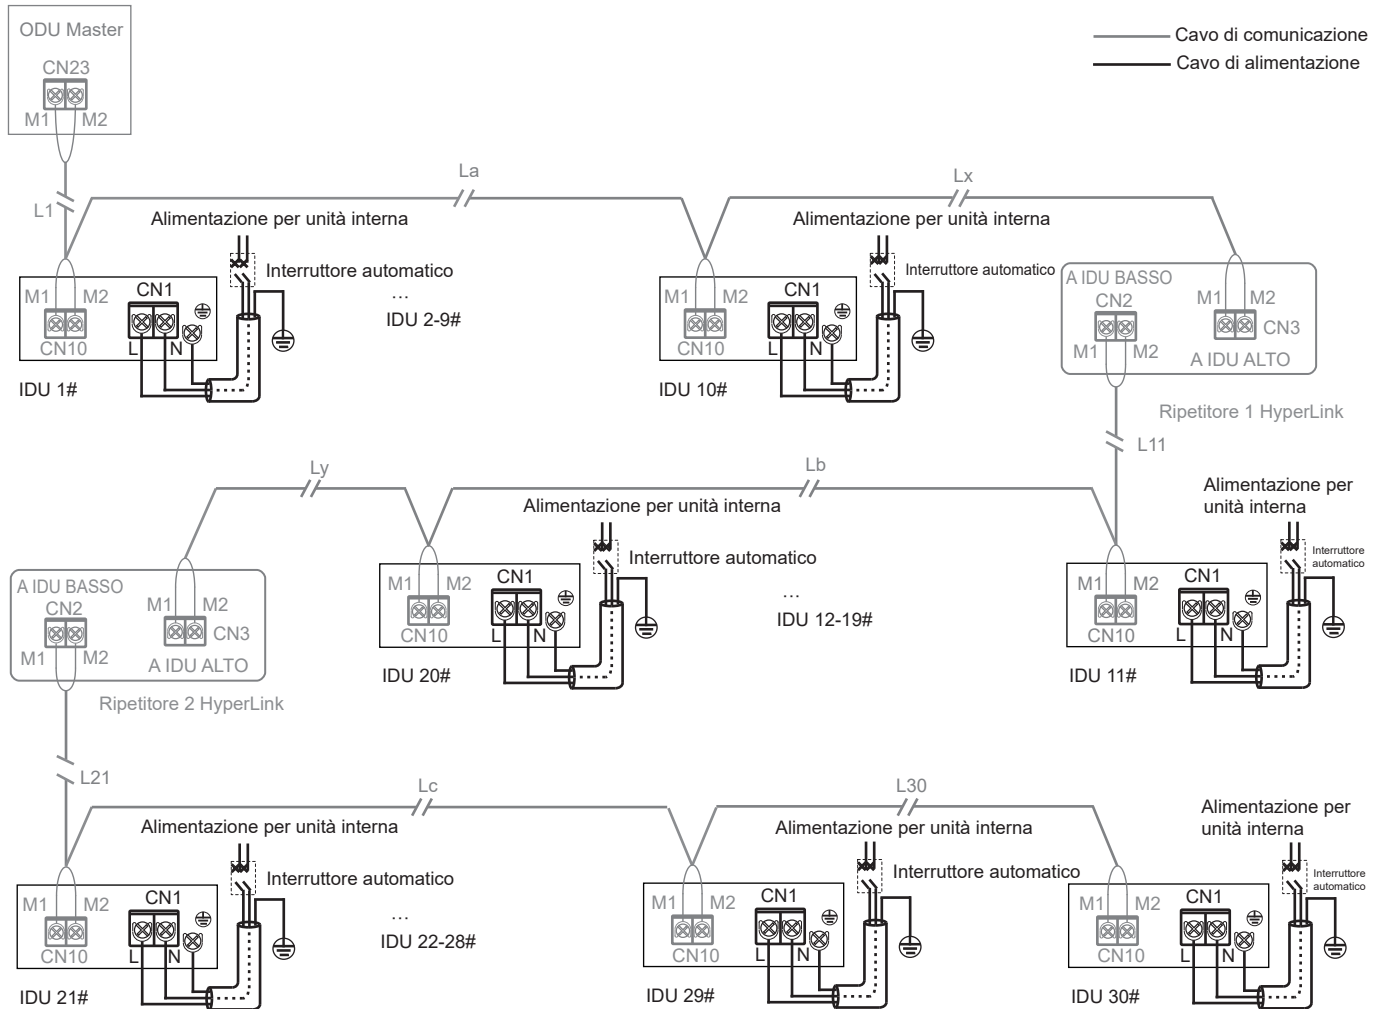 ODU Master
CN23
M1 M2
Cavo di comunicazione
Cavo di alimentazione
L1
La
Lx
Alimentazione per unità interna
Interruttore automatico
M1 M2
CN1
CN10
L N
IDU 1#
...
IDU 2-9#
Alimentazione per unità interna
Interruttore automatico
M1 M2
CN1
CN10
L N
IDU 10#
A IDU BASSO
CN2
M1 M2
M1 M2
CN3
A IDU ALTO
Ripetitore 1 HyperLink
L11
Ly
Lb
A IDU BASSO
CN2
M1 M2
M1 M2
CN3
A IDU ALTO
Ripetitore 2 HyperLink
Alimentazione per unità interna
Interruttore automatico
M1 M2
CN1
CN10
L N
IDU 20#
...
IDU 12-19#
Alimentazione per
unità interna
Interruttore
automatico
M1 M2
CN1
CN10
L N
IDU 11#
L21
Lc
L30
Alimentazione per unità interna
Interruttore automatico
M1 M2
CN1
CN10
L N
IDU 21#
...
IDU 22-28#
Alimentazione per unità interna
Interruttore automatico
M1 M2
CN1
CN10
L N
IDU 29#
Alimentazione per
unità interna
Interruttore
automatico
M1 M2
CN1
CN10
L N
IDU 30#